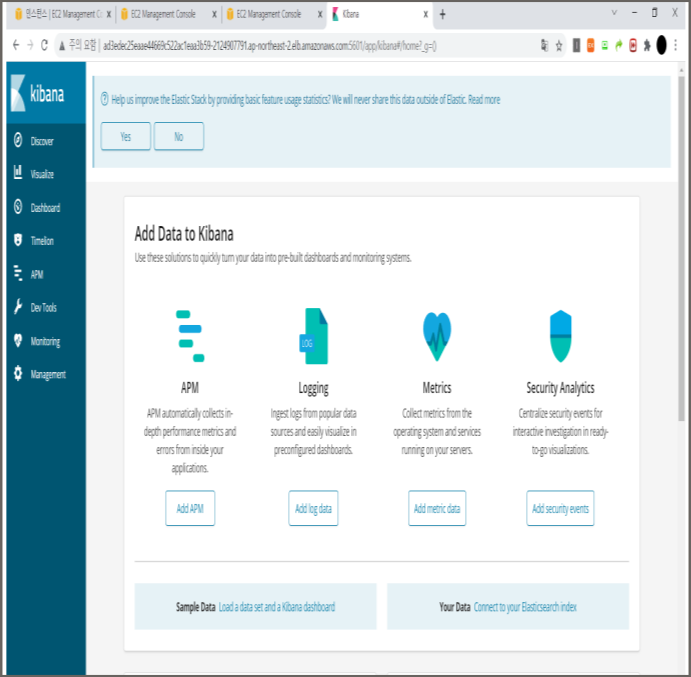 인스턴스 | EC2 Management Co
EC2 Management Console
EC2 Management Console
Kibana
주의 요함
ad3edec25eaae44669c522ac1eaa3b59-2124907791.ap-northeast-2.elb.amazonaws.com:5601/app/kibana#/home?_g=()
kibana
Discover
Visualize
Dashboard
Timelion
APM
Dev Tools
Monitoring
Management
Help us improve the Elastic Stack by providing basic feature usage statistics? We will never share this data outside of Elastic. Read more
Yes
No
Add Data to Kibana
Use these solutions to quickly turn your data into pre-built dashboards and monitoring systems.
APM
APM automatically collects in-
depth performance metrics and
errors from inside your
applications.
Add APM
LOG
Logging
Ingest logs from popular data
sources and easily visualize in
preconfigured dashboards.
Add log data
Metrics
Collect metrics from the
operating system and services
running on your servers.
Add metric data
Security Analytics
Centralize security events for
interactive investigation in ready-
to-go visualizations.
Add security events
Sample Data Load a data set and a Kibana dashboard
Your Data Connect to your Elasticsearch index